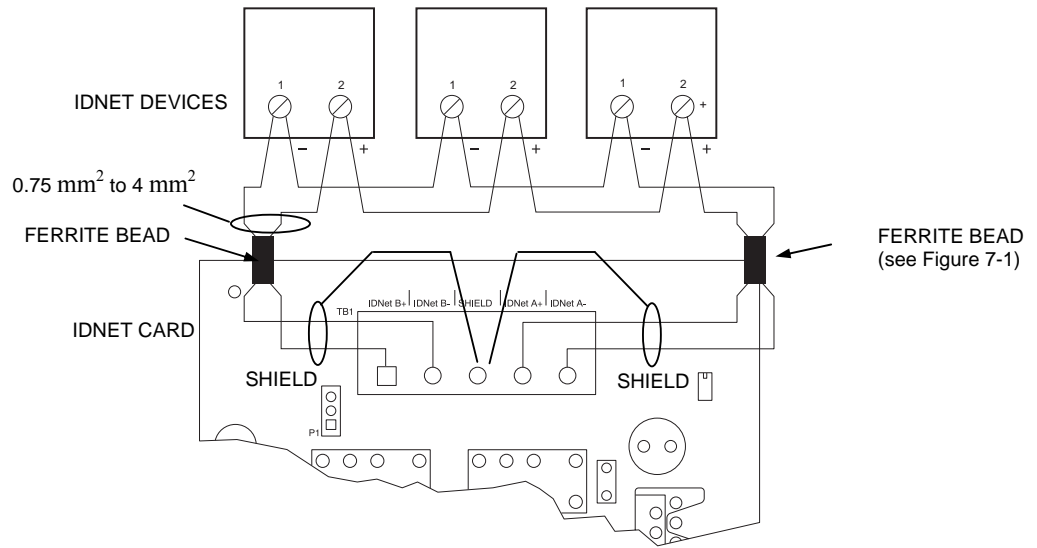 1 2 1 2 1 2 +
IDNET DEVICES
− + − + − +
0.75 mm² to 4 mm²
FERRITE BEAD
FERRITE BEAD
(see Figure 7-1)
IDNet B+ IDNet B- SHIELD IDNet A+ IDNet A-
TB1
IDNET CARD
SHIELD SHIELD
P1